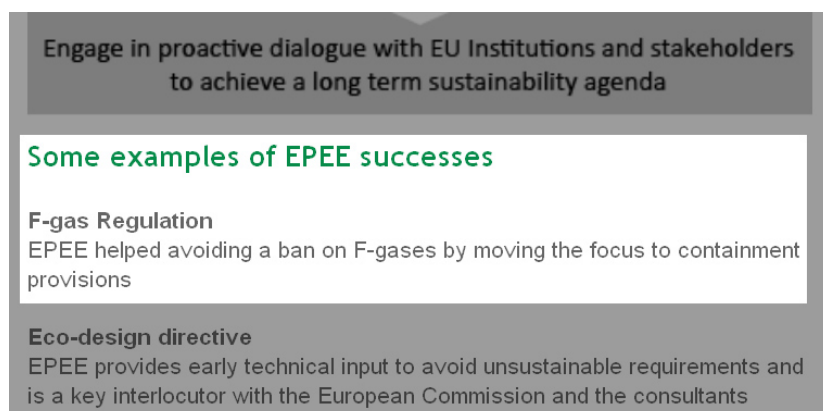 Engage in proactive dialogue with EU Institutions and stakeholders
to achieve a long term sustainability agenda
Some examples of EPEE successes
F-gas Regulation
EPEE helped avoiding a ban on F-gases by moving the focus to containment
provisions
Eco-design directive
EPEE provides early technical input to avoid unsustainable requirements and
is a key interlocutor with the European Commission and the consultants